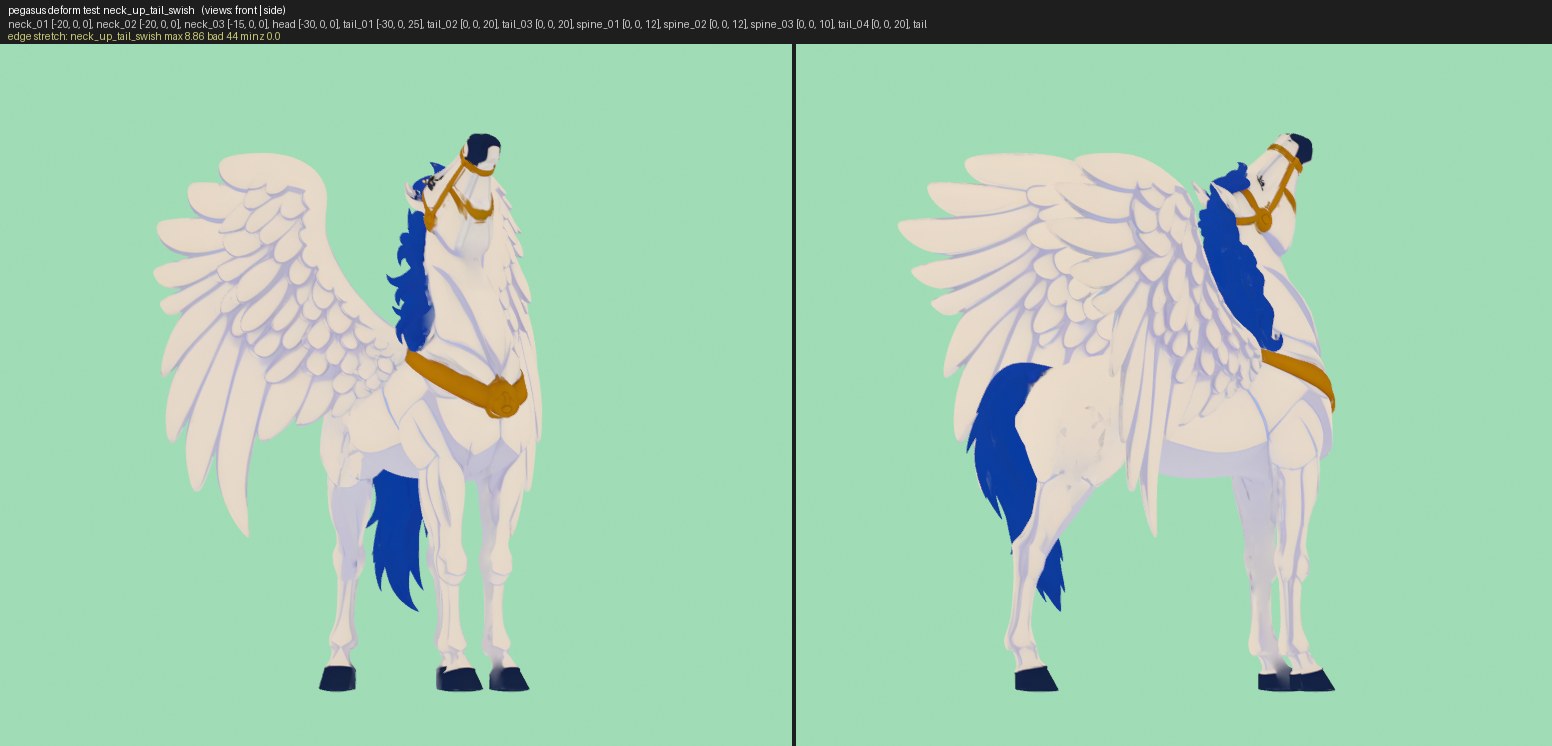 pegasus deform test: neck_up_tail_swish (views: front | side)
neck_01 [-20, 0, 0], neck_02 [-20, 0, 0], neck_03 [-15, 0, 0], head [-30, 0, 0], tail_01 [-30, 0, 25], tail_02 [0, 0, 20], tail_03 [0, 0, 20], spine_01 [0, 0, 12], spine_02 [0, 0, 12], spine_03 [0, 0, 10], tail_04 [0, 0, 20], tail
edge stretch: neck_up_tail_swish max 8.86 bad 44 minz 0.0